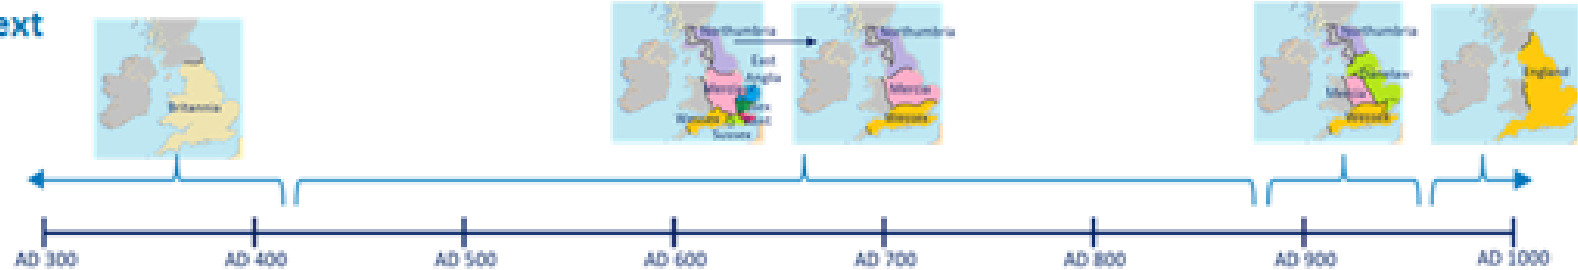 ext
Britannia
Northumbria
East
Anglia
Mercia
Wessex
Sussex
Northumbria
Mercia
Wessex
Northumbria
Danelaw
Mercia
Wessex
England
AD 300
AD 400
AD 500
AD 600
AD 700
AD 800
AD 900
AD 1000